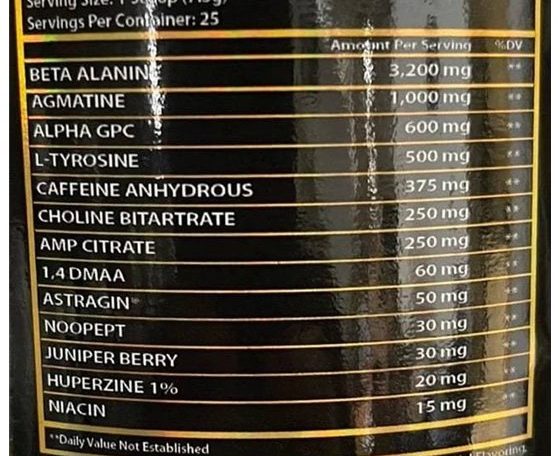 Servings Per Container: 25
Amount Per Serving %DV
BETA ALANINE 3,200 mg **
AGMATINE 1,000 mg **
ALPHA GPC 600 mg **
L-TYROSINE 500 mg **
CAFFEINE ANHYDROUS 375 mg **
CHOLINE BITARTRATE 250 mg **
AMP CITRATE 250 mg **
1,4 DMAA 60 mg **
ASTRAGIN 50 mg **
NOOPEPT 30 mg **
JUNIPER BERRY 30 mg **
HUPERZINE 1% 20 mg **
NIACIN 15 mg **
**Daily Value Not Established
Flavoring,